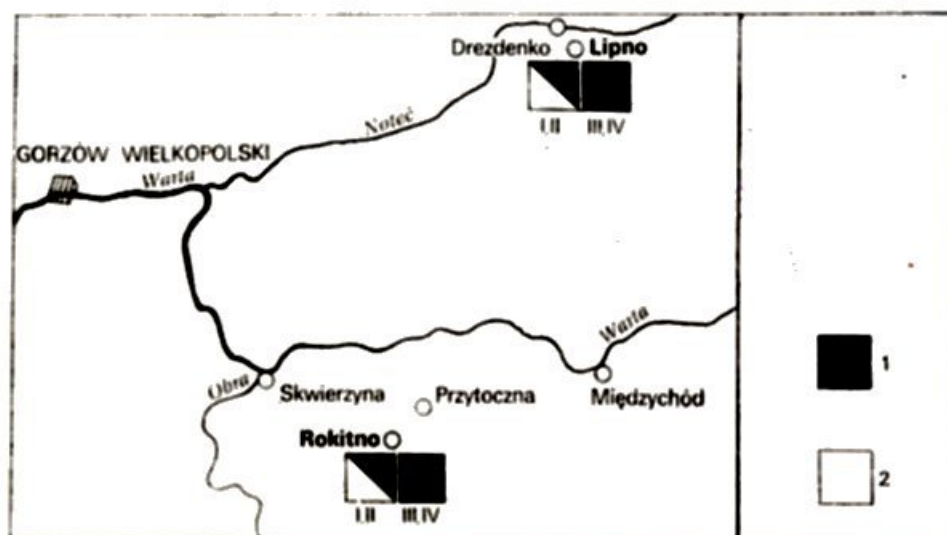 Drezdenko
Lipno
I,II III,IV
Noteć
GORZÓW WIELKOPOLSKI
Warta
Warta
1
Obra
Skwierzyna
Przytoczna
Międzychód
Rokitno
2
I,II III,IV